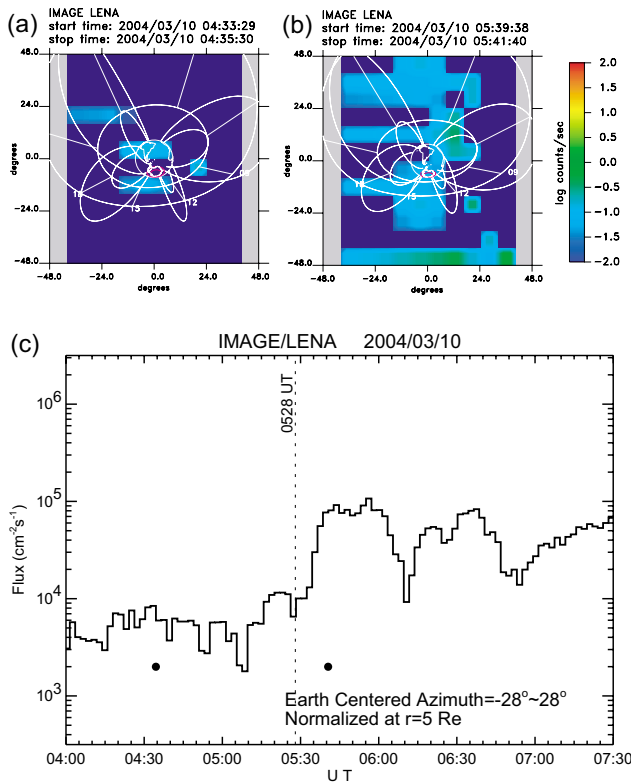 (a)
IMAGE LENA
start time: 2004/03/10 04:33:29
stop time: 2004/03/10 04:35:30
48.0
24.0
0.0
-24.0
-48.0
degrees
-48.0 -24.0 0.0 24.0 48.0
degrees
18 15 12 09
(b)
IMAGE LENA
start time: 2004/03/10 05:39:38
stop time: 2004/03/10 05:41:40
48.0
24.0
0.0
-24.0
-48.0
degrees
-48.0 -24.0 0.0 24.0 48.0
degrees
18 15 12 09
2.0
1.5
1.0
0.5
0.0
-0.5
-1.0
-1.5
-2.0
log counts/sec
(c)
IMAGE/LENA 2004/03/10
0528 UT
10⁶
10⁵
10⁴
10³
Flux (cm⁻²s⁻¹)
Earth Centered Azimuth=-28°~28°
Normalized at r=5 Re
04:00 04:30 05:00 05:30 06:00 06:30 07:00 07:30
U T